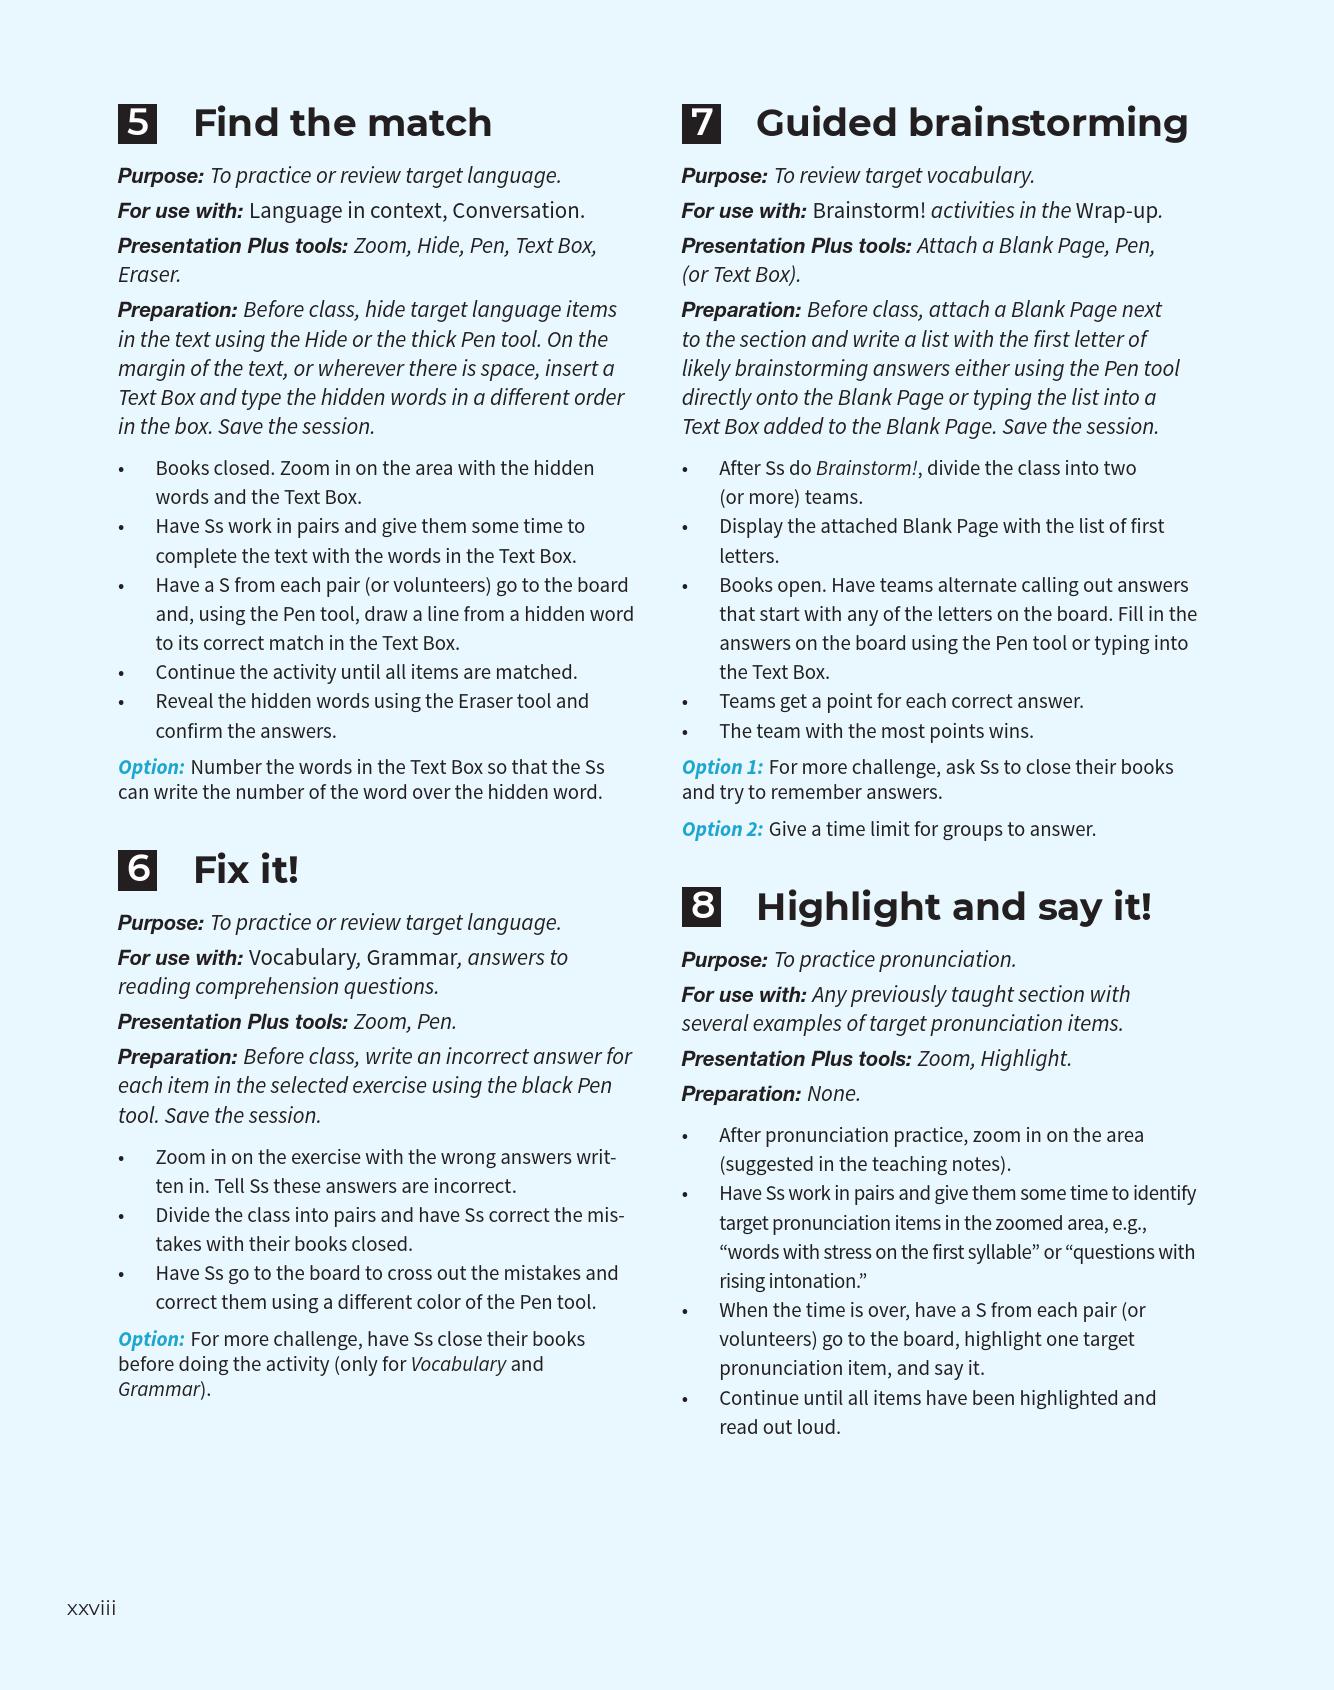 5 Find the match
Purpose: To practice or review target language.
For use with: Language in context, Conversation.
Presentation Plus tools: Zoom, Hide, Pen, Text Box,
Eraser.
Preparation: Before class, hide target language items
in the text using the Hide or the thick Pen tool. On the
margin of the text, or wherever there is space, insert a
Text Box and type the hidden words in a different order
in the box. Save the session.
• Books closed. Zoom in on the area with the hidden
words and the Text Box.
• Have Ss work in pairs and give them some time to
complete the text with the words in the Text Box.
• Have a S from each pair (or volunteers) go to the board
and, using the Pen tool, draw a line from a hidden word
to its correct match in the Text Box.
• Continue the activity until all items are matched.
• Reveal the hidden words using the Eraser tool and
confirm the answers.
Option: Number the words in the Text Box so that the Ss
can write the number of the word over the hidden word.
6 Fix it!
Purpose: To practice or review target language.
For use with: Vocabulary, Grammar, answers to
reading comprehension questions.
Presentation Plus tools: Zoom, Pen.
Preparation: Before class, write an incorrect answer for
each item in the selected exercise using the black Pen
tool. Save the session.
• Zoom in on the exercise with the wrong answers writ-
ten in. Tell Ss these answers are incorrect.
• Divide the class into pairs and have Ss correct the mis-
takes with their books closed.
• Have Ss go to the board to cross out the mistakes and
correct them using a different color of the Pen tool.
Option: For more challenge, have Ss close their books
before doing the activity (only for Vocabulary and
Grammar).
7 Guided brainstorming
Purpose: To review target vocabulary.
For use with: Brainstorm! activities in the Wrap-up.
Presentation Plus tools: Attach a Blank Page, Pen,
(or Text Box).
Preparation: Before class, attach a Blank Page next
to the section and write a list with the first letter of
likely brainstorming answers either using the Pen tool
directly onto the Blank Page or typing the list into a
Text Box added to the Blank Page. Save the session.
• After Ss do Brainstorm!, divide the class into two
(or more) teams.
• Display the attached Blank Page with the list of first
letters.
• Books open. Have teams alternate calling out answers
that start with any of the letters on the board. Fill in the
answers on the board using the Pen tool or typing into
the Text Box.
• Teams get a point for each correct answer.
• The team with the most points wins.
Option 1: For more challenge, ask Ss to close their books
and try to remember answers.
Option 2: Give a time limit for groups to answer.
8 Highlight and say it!
Purpose: To practice pronunciation.
For use with: Any previously taught section with
several examples of target pronunciation items.
Presentation Plus tools: Zoom, Highlight.
Preparation: None.
• After pronunciation practice, zoom in on the area
(suggested in the teaching notes).
• Have Ss work in pairs and give them some time to identify
target pronunciation items in the zoomed area, e.g.,
“words with stress on the first syllable” or “questions with
rising intonation.”
• When the time is over, have a S from each pair (or
volunteers) go to the board, highlight one target
pronunciation item, and say it.
• Continue until all items have been highlighted and
read out loud.
xxviii